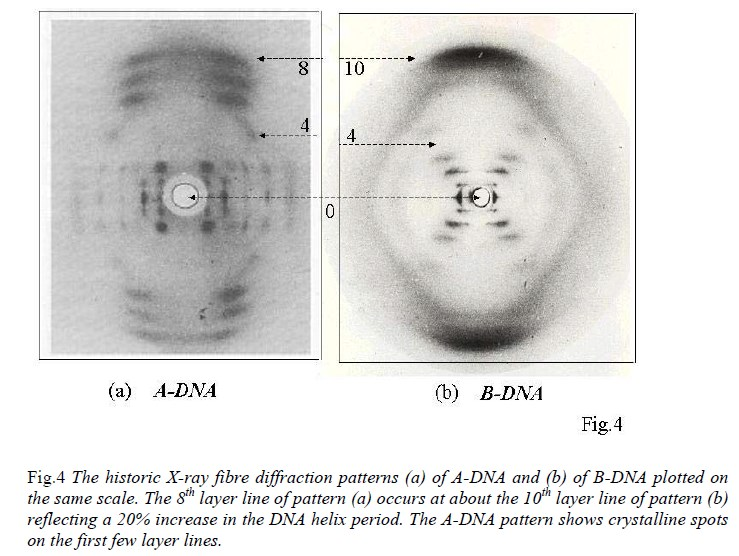 8
10
4
4
0
(a) A-DNA
(b) B-DNA
Fig.4
Fig.4 The historic X-ray fibre diffraction patterns (a) of A-DNA and (b) of B-DNA plotted on
the same scale. The 8th layer line of pattern (a) occurs at about the 10th layer line of pattern (b)
reflecting a 20% increase in the DNA helix period. The A-DNA pattern shows crystalline spots
on the first few layer lines.